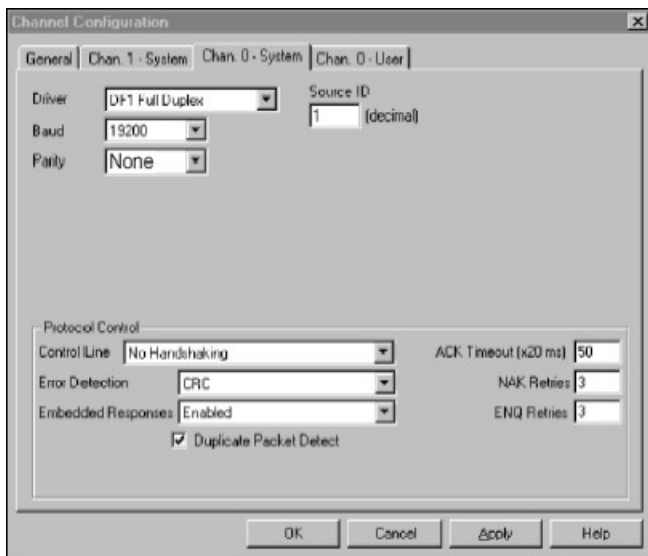 Channel Configuration
General
Chan. 1 - System
Chan. 0 - System
Chan. 0 - User
Driver
DF1 Full Duplex
Source ID
1
(decimal)
Baud
19200
Parity
None
Protocol Control
Control Line
No Handshaking
ACK Timeout (x20 ms)
50
Error Detection
CRC
NAK Retries
3
Embedded Responses
Enabled
ENQ Retries
3
Duplicate Packet Detect
OK
Cancel
Apply
Help